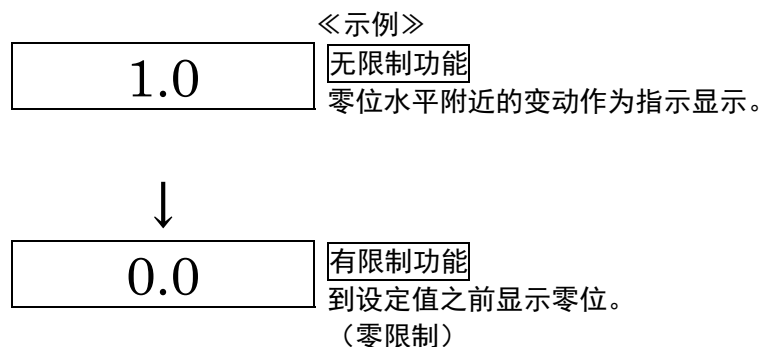 ≪示例≫
1.0
无限制功能
零位水平附近的变动作为指示显示。
↓
0.0
有限制功能
到设定值之前显示零位。
（零限制）